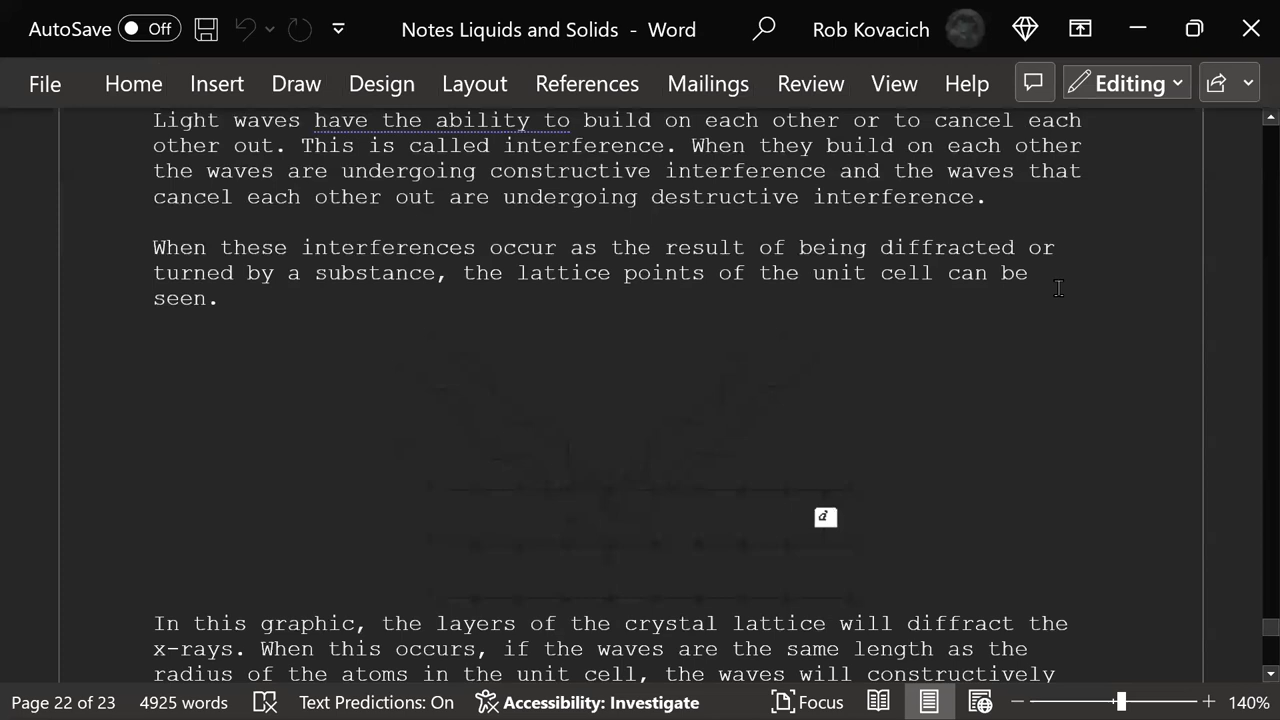 AutoSave Off Notes Liquids and Solids - Word Rob Kovacich
File Home Insert Draw Design Layout References Mailings Review View Help Editing
Light waves have the ability to build on each other or to cancel each
other out. This is called interference. When they build on each other
the waves are undergoing constructive interference and the waves that
cancel each other out are undergoing destructive interference.
When these interferences occur as the result of being diffracted or
turned by a substance, the lattice points of the unit cell can be
seen.
d
In this graphic, the layers of the crystal lattice will diffract the
x-rays. When this occurs, if the waves are the same length as the
radius of the atoms in the unit cell, the waves will constructively
Page 22 of 23 4925 words Text Predictions: On Accessibility: Investigate Focus 140%